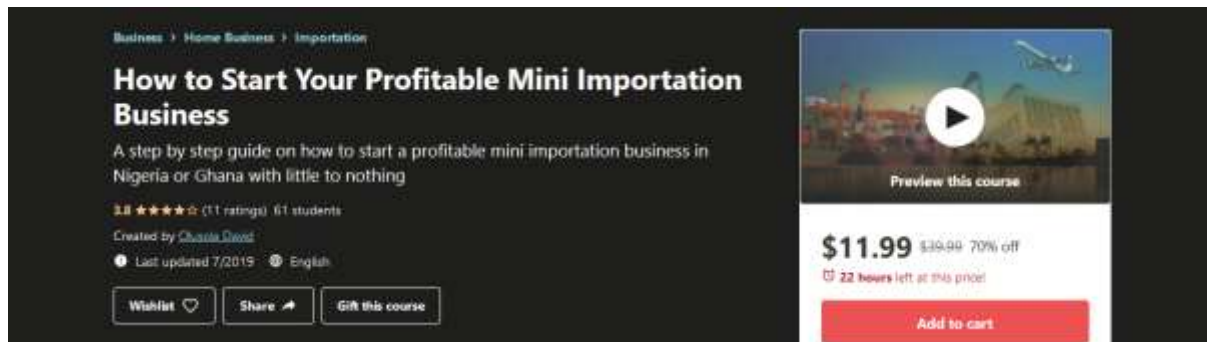 Business > Home Business > Importation
How to Start Your Profitable Mini Importation
Business
A step by step guide on how to start a profitable mini importation business in
Nigeria or Ghana with little to nothing
3.8 ★★★★☆ (11 ratings) 61 students
Created by David
Last updated 7/2019 English
Wishlist ♡ Share Gift this course
Preview this course
$11.99 $39.99 70% off
22 hours left at this price!
Add to cart